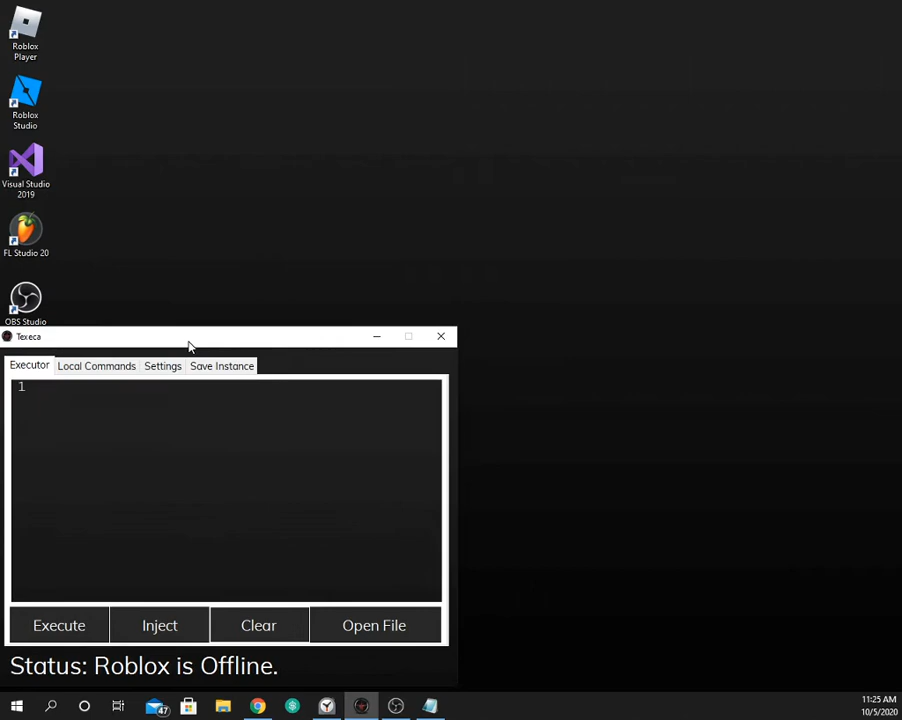 Roblox
Player
Roblox
Studio
Visual Studio
2019
FL Studio 20
OBS Studio
Texeca
Executor
Local Commands
Settings
Save Instance
1
Execute
Inject
Clear
Open File
Status: Roblox is Offline.
47
11:25 AM
10/5/2020